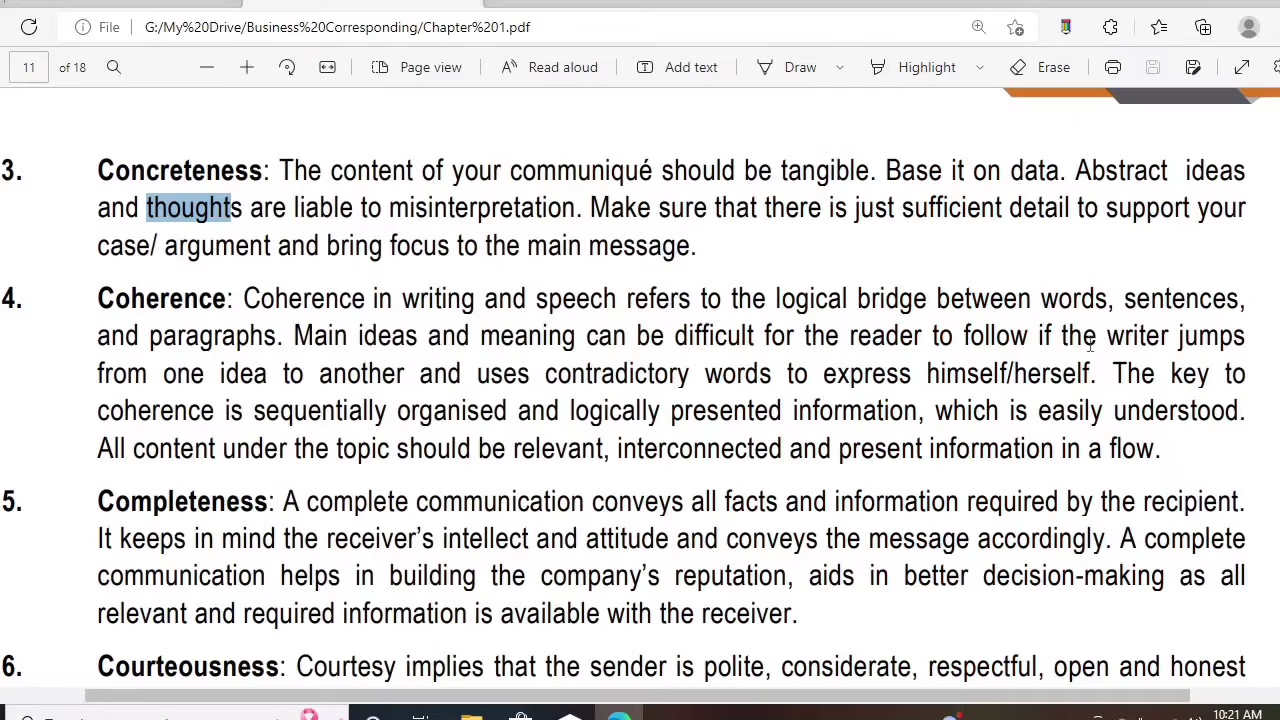 File G:/My%20Drive/Business%20Corresponding/Chapter%201.pdf
11 of 18 Page view Read aloud Add text Draw Highlight Erase
3. Concreteness: The content of your communiqué should be tangible. Base it on data. Abstract ideas
and thoughts are liable to misinterpretation. Make sure that there is just sufficient detail to support your
case/ argument and bring focus to the main message.
4. Coherence: Coherence in writing and speech refers to the logical bridge between words, sentences,
and paragraphs. Main ideas and meaning can be difficult for the reader to follow if the writer jumps
from one idea to another and uses contradictory words to express himself/herself. The key to
coherence is sequentially organised and logically presented information, which is easily understood.
All content under the topic should be relevant, interconnected and present information in a flow.
5. Completeness: A complete communication conveys all facts and information required by the recipient.
It keeps in mind the receiver's intellect and attitude and conveys the message accordingly. A complete
communication helps in building the company's reputation, aids in better decision-making as all
relevant and required information is available with the receiver.
6. Courteousness: Courtesy implies that the sender is polite, considerate, respectful, open and honest
10:21 AM